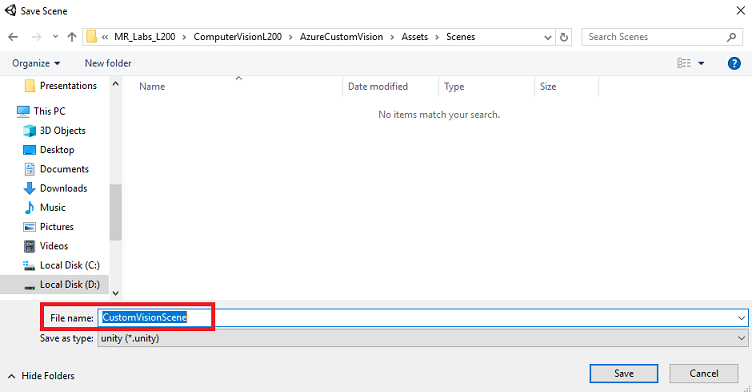 Save Scene
« MR_Labs_L200 > ComputerVisionL200 > AzureCustomVision > Assets > Scenes
Search Scenes
Organize
New folder
Presentations
This PC
3D Objects
Desktop
Documents
Downloads
Music
Pictures
Videos
Local Disk (C:)
Local Disk (D:)
Name Date modified Type Size
No items match your search.
File name: CustomVisionScene
Save as type: unity (*.unity)
Hide Folders
Save Cancel